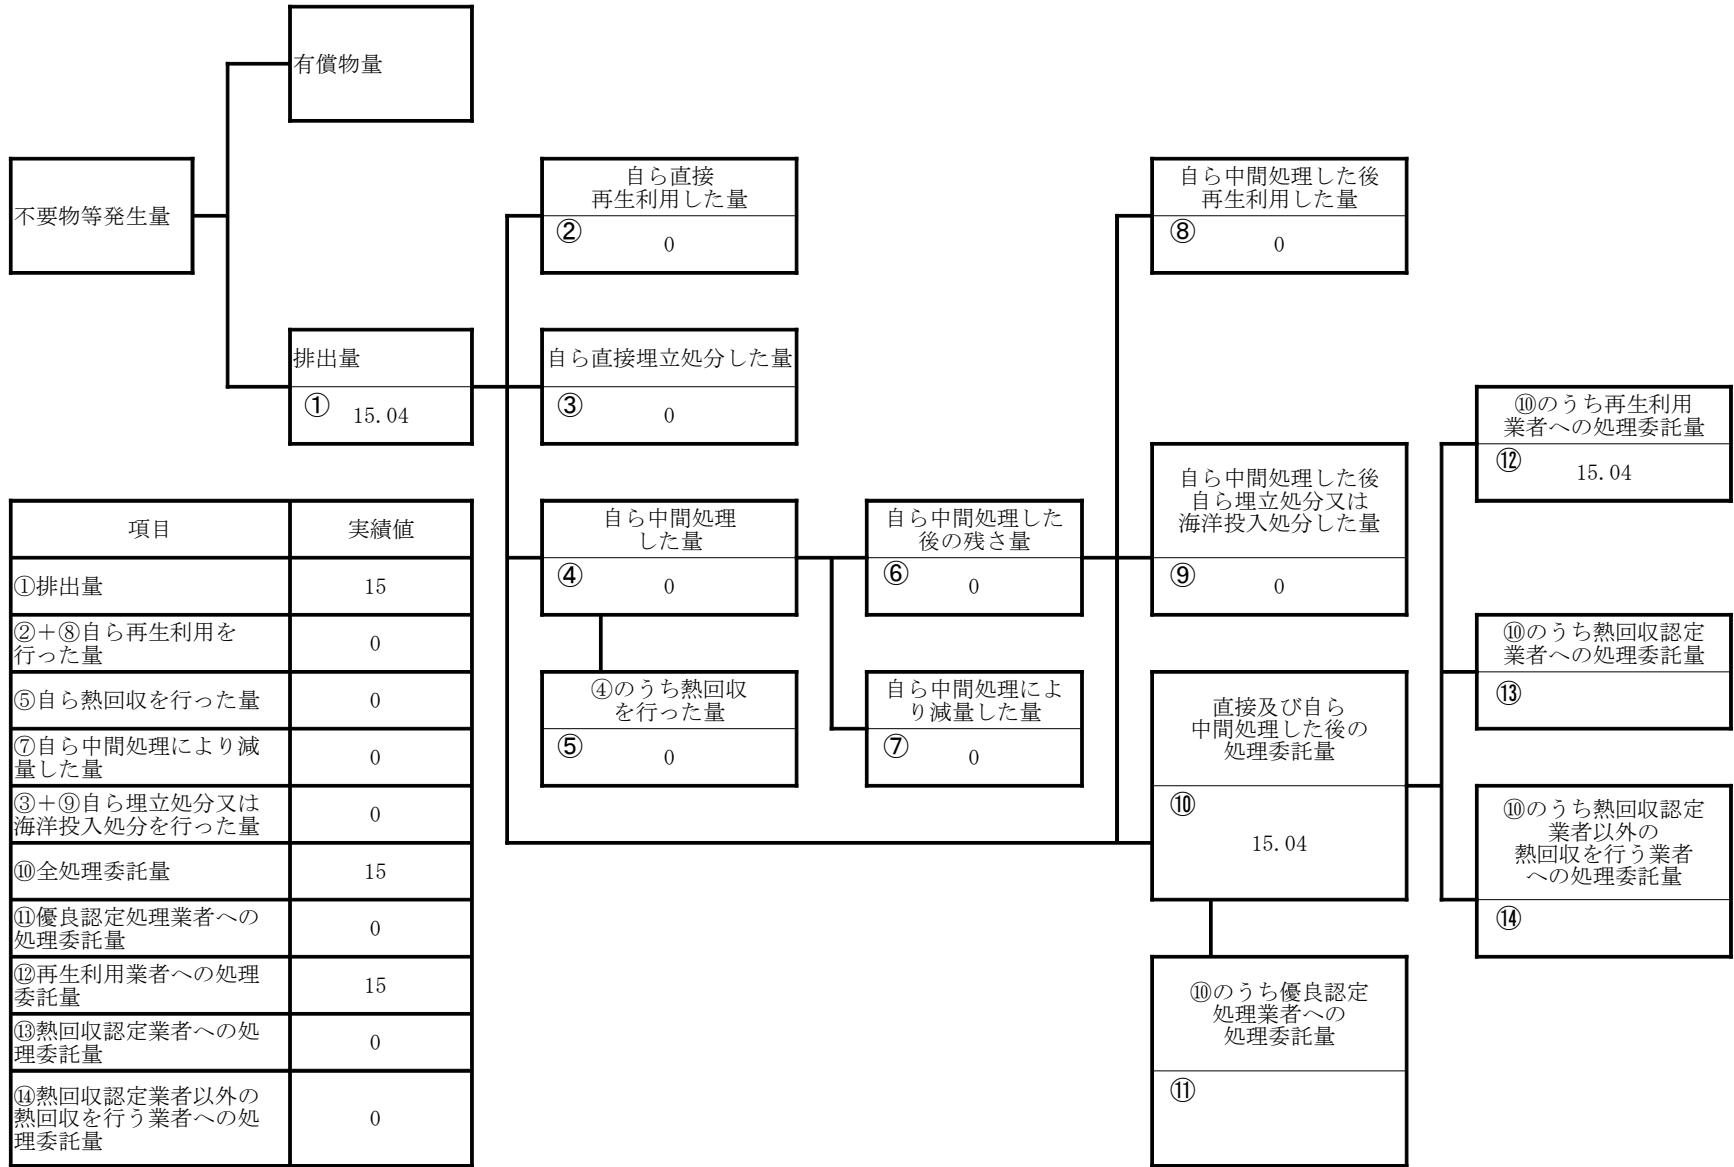 有償物量
不要物等発生量
自ら直接
再生利用した量
②
0
自ら中間処理した後
再生利用した量
⑧
0
排出量
①
15.04
自ら直接埋立処分した量
③
0
⑩のうち再生利用
業者への処理委託量
⑫
15.04
自ら中間処理
した量
④
0
自ら中間処理した
後の残さ量
⑥
0
自ら中間処理した後
自ら埋立処分又は
海洋投入処分した量
⑨
0
⑩のうち熱回収認定
業者への処理委託量
⑬
④のうち熱回収
を行った量
⑤
0
自ら中間処理によ
り減量した量
⑦
0
直接及び自ら
中間処理した後の
処理委託量
⑩
15.04
⑩のうち熱回収認定
業者以外の
熱回収を行う業者
への処理委託量
⑭
⑩のうち優良認定
処理業者への
処理委託量
⑪
項目 実績値
①排出量 15
②+⑧自ら再生利用を
行った量 0
⑤自ら熱回収を行った量 0
⑦自ら中間処理により減
量した量 0
③+⑨自ら埋立処分又は
海洋投入処分を行った量 0
⑩全処理委託量 15
⑪優良認定処理業者への
処理委託量 0
⑫再生利用業者への処理
委託量 15
⑬熱回収認定業者への処
理委託量 0
⑭熱回収認定業者以外の
熱回収を行う業者への処
理委託量 0